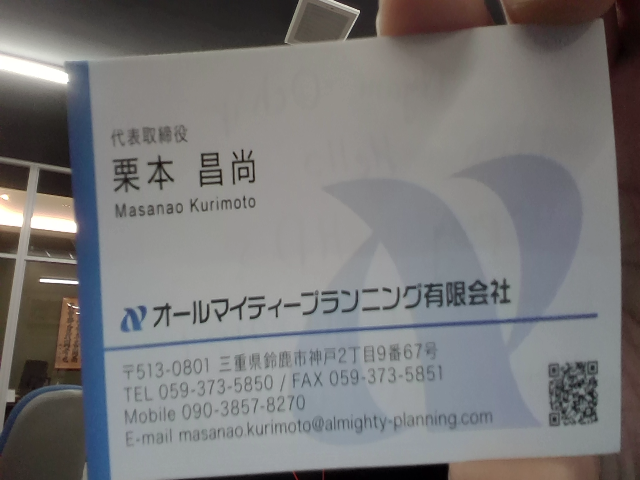 代表取締役
栗本 昌尚
Masanao Kurimoto
オールマイティープランニング有限会社
〒513-0801 三重県鈴鹿市神戸2丁目9番67号
TEL 059-373-5850 / FAX 059-373-5851
Mobile 090-3857-8270
E-mail masanao.kurimoto@almighty-planning.com